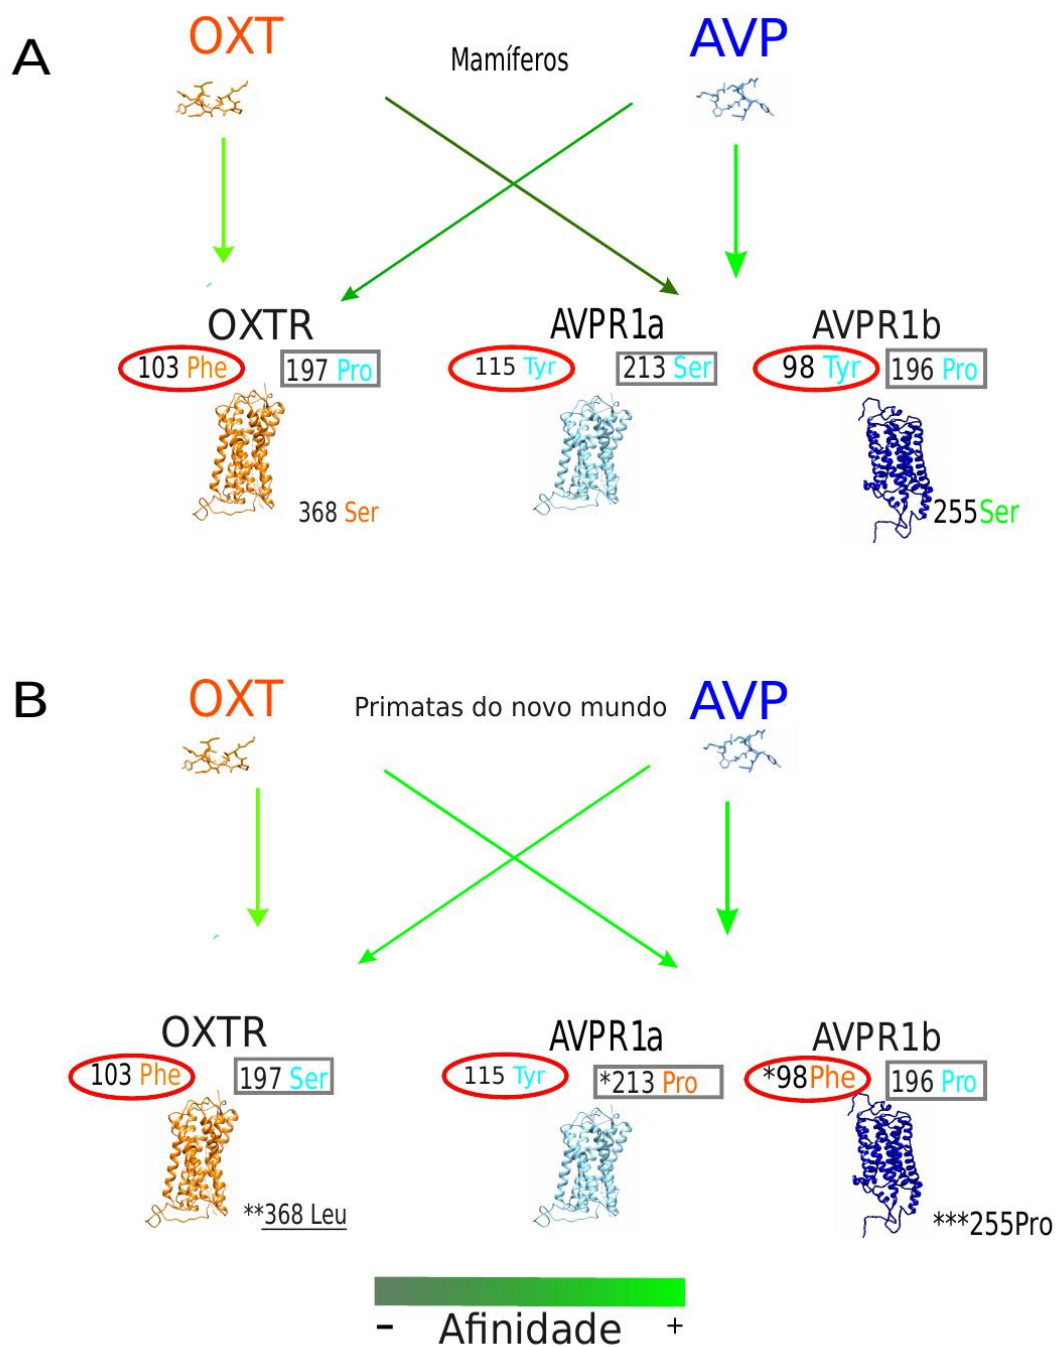 A
OXT
Mamíferos
AVP
OXTR
AVPR1a
AVPR1b
103 Phe
197 Pro
115 Tyr
213 Ser
98 Tyr
196 Pro
368 Ser
255Ser
B
OXT
Primatas do novo mundo
AVP
OXTR
AVPR1a
AVPR1b
103 Phe
197 Ser
115 Tyr
*213 Pro
*98Phe
196 Pro
**368 Leu
***255Pro
- Afinidade +